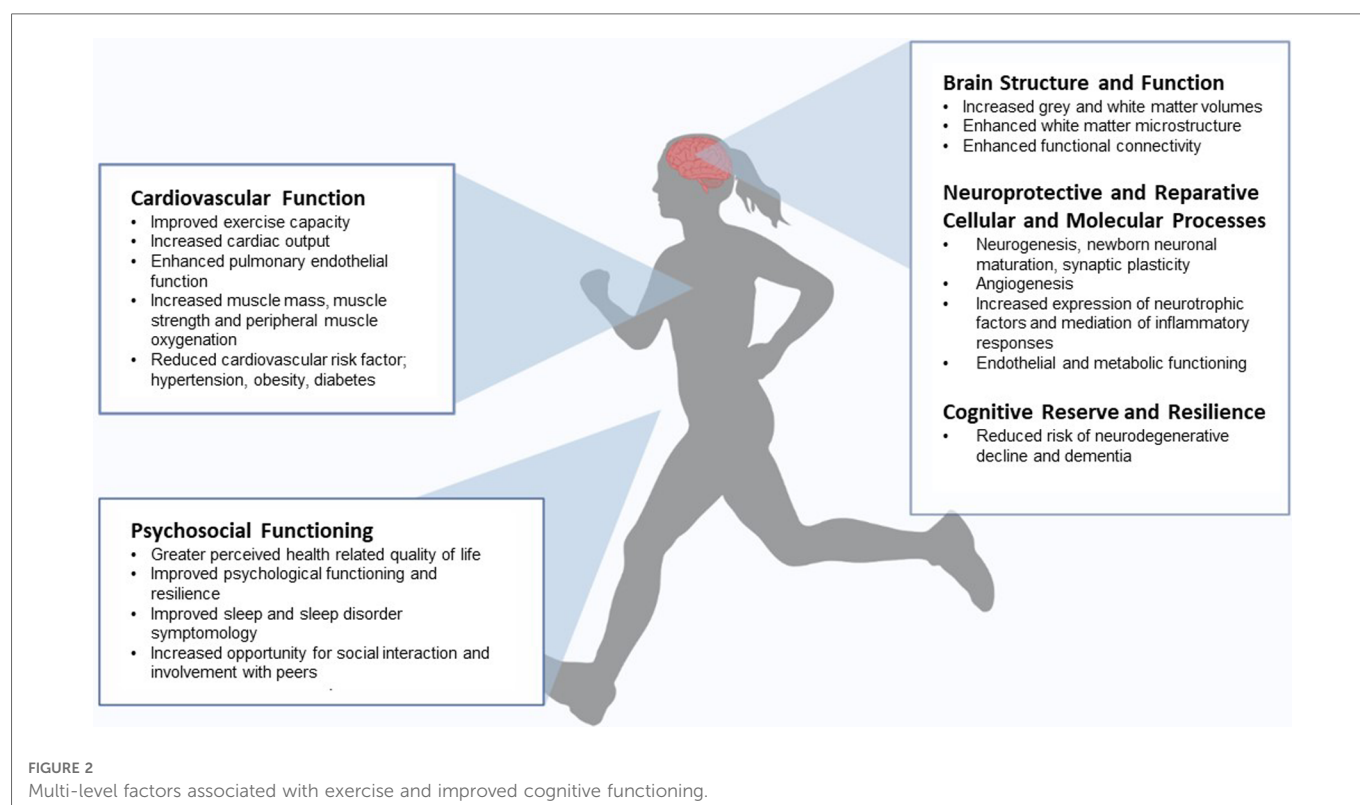 Cardiovascular Function
• Improved exercise capacity
• Increased cardiac output
• Enhanced pulmonary endothelial
function
• Increased muscle mass, muscle
strength and peripheral muscle
oxygenation
• Reduced cardiovascular risk factor;
hypertension, obesity, diabetes
Psychosocial Functioning
• Greater perceived health related quality of life
• Improved psychological functioning and
resilience
• Improved sleep and sleep disorder
symptomology
• Increased opportunity for social interaction and
involvement with peers
.
Brain Structure and Function
• Increased grey and white matter volumes
• Enhanced white matter microstructure
• Enhanced functional connectivity
Neuroprotective and Reparative
Cellular and Molecular Processes
• Neurogenesis, newborn neuronal
maturation, synaptic plasticity
• Angiogenesis
• Increased expression of neurotrophic
factors and mediation of inflammatory
responses
• Endothelial and metabolic functioning
Cognitive Reserve and Resilience
• Reduced risk of neurodegenerative
decline and dementia
FIGURE 2
Multi-level factors associated with exercise and improved cognitive functioning.